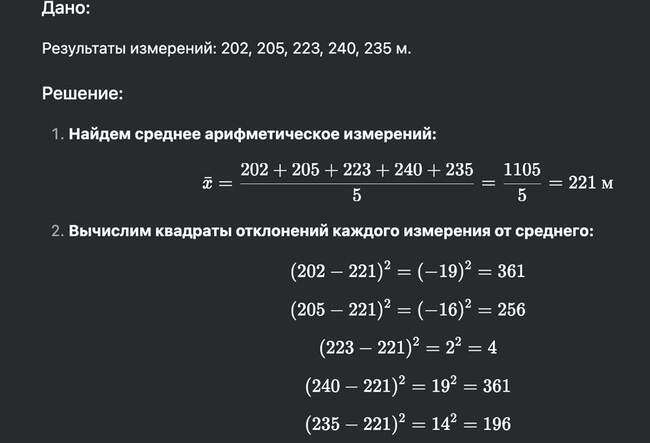 Дано:
Результаты измерений: 202, 205, 223, 240, 235 м.
Решение:
1. Найдем среднее арифметическое измерений:
x̄ = (202 + 205 + 223 + 240 + 235)/5 = 1105/5 = 221 м
2. Вычислим квадраты отклонений каждого измерения от среднего:
(202 − 221)² = (−19)² = 361
(205 − 221)² = (−16)² = 256
(223 − 221)² = 2² = 4
(240 − 221)² = 19² = 361
(235 − 221)² = 14² = 196